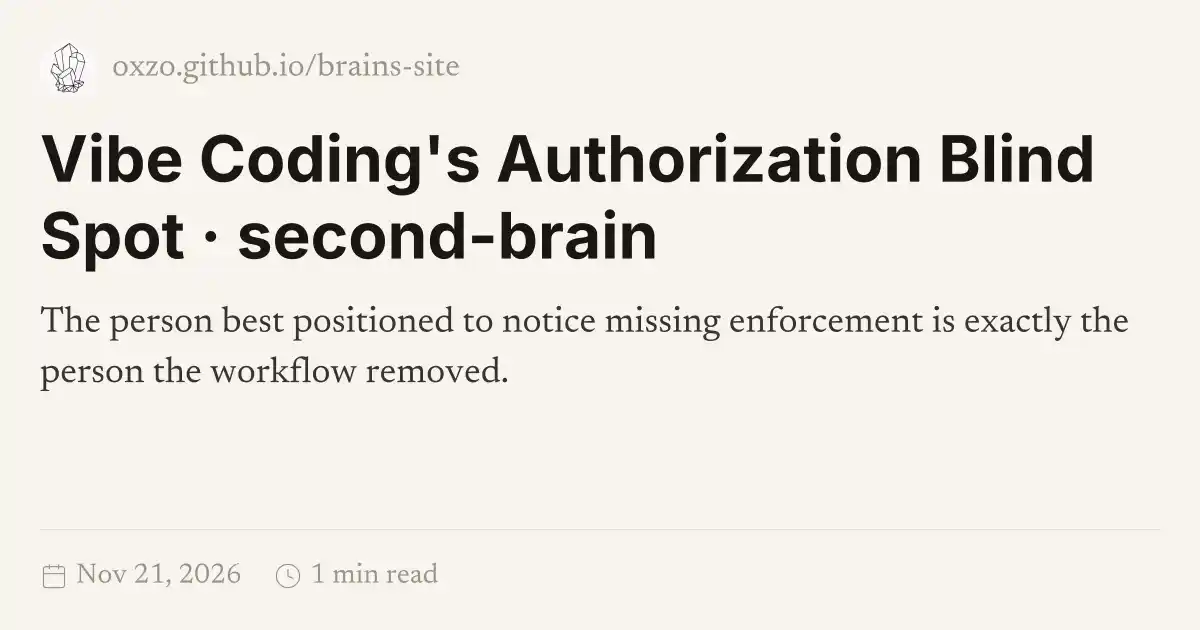 oxzo.github.io/brains-site
Vibe Coding's Authorization Blind
Spot · second-brain
The person best positioned to notice missing enforcement is exactly the
person the workflow removed.
Nov 21, 2026 1 min read